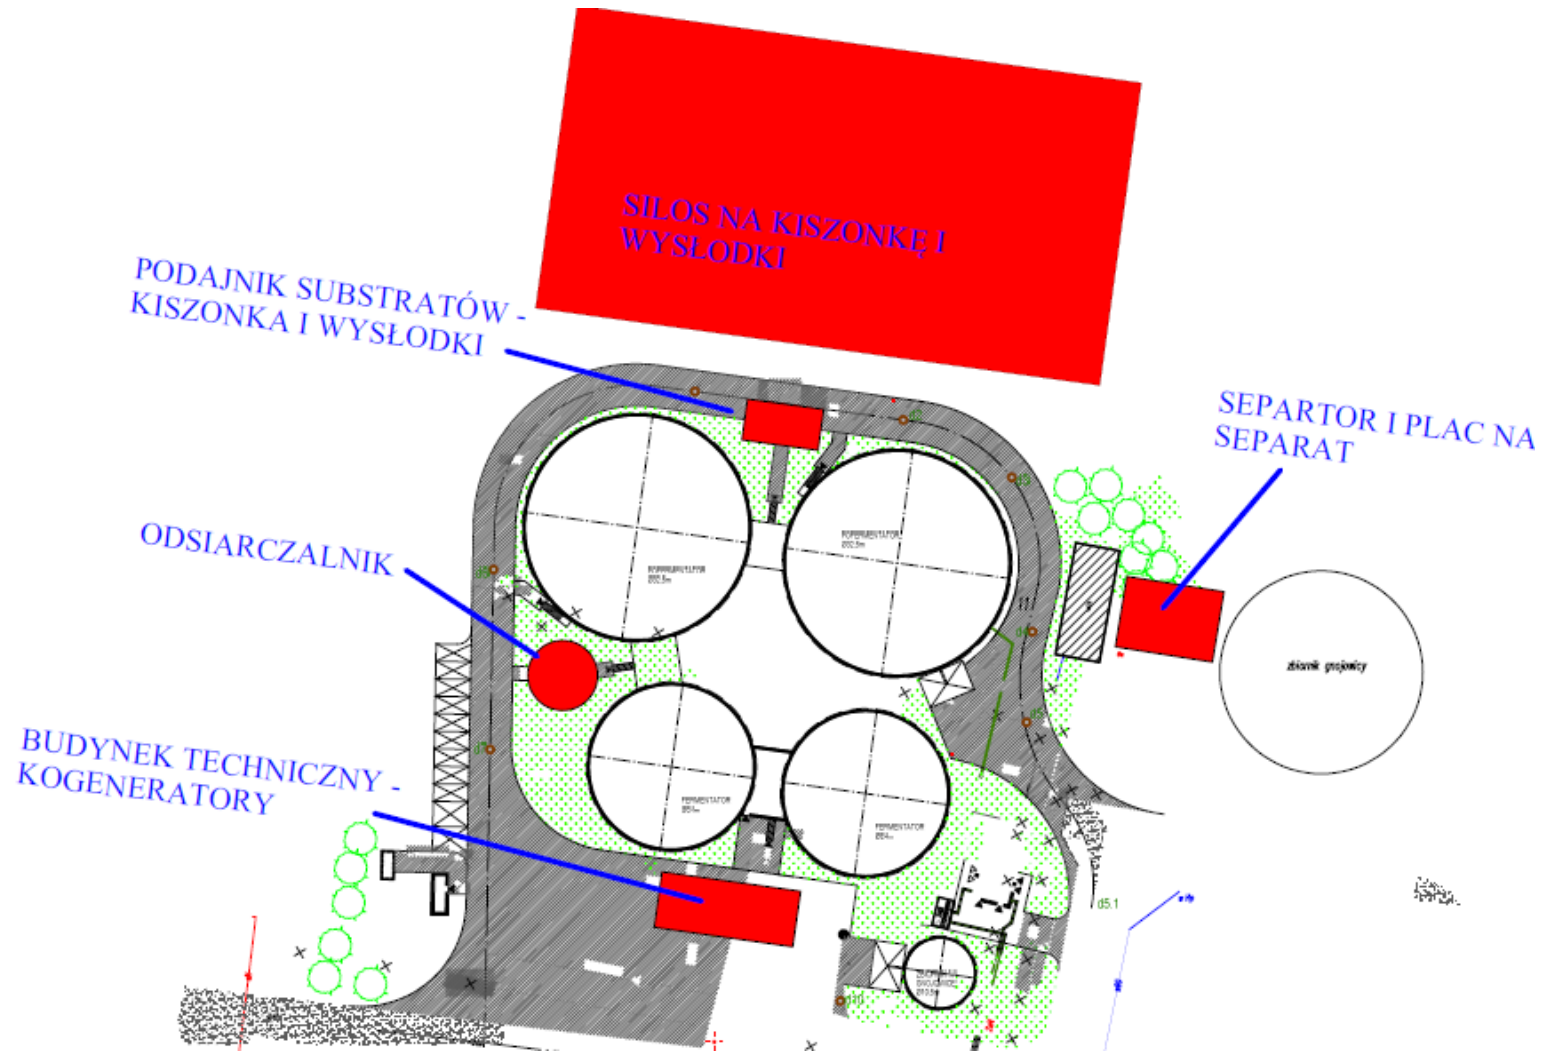 SILOS NA KISZONKĘ I
WYSŁODKI
PODAJNIK SUBSTRATÓW -
KISZONKA I WYSŁODKI
SEPARTOR I PLAC NA
SEPARAT
ODSIARCZALNIK
BUDYNEK TECHNICZNY -
KOGENERATORY
zbiornik gnojowicy
FERMENTATOR
FERMENTATOR
d5.1